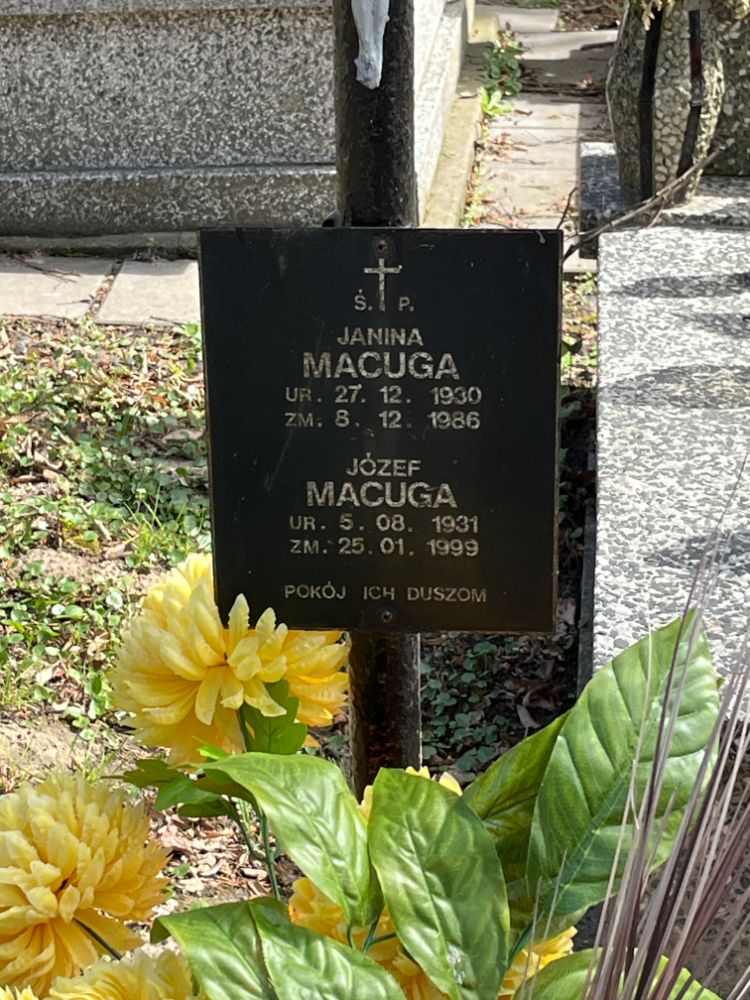 Ś. P.
JANINA
MACUGA
UR. 27. 12. 1930
ZM. 8. 12. 1986
JÓZEF
MACUGA
UR. 5. 08. 1931
ZM. 25. 01. 1999
POKÓJ ICH DUSZOM